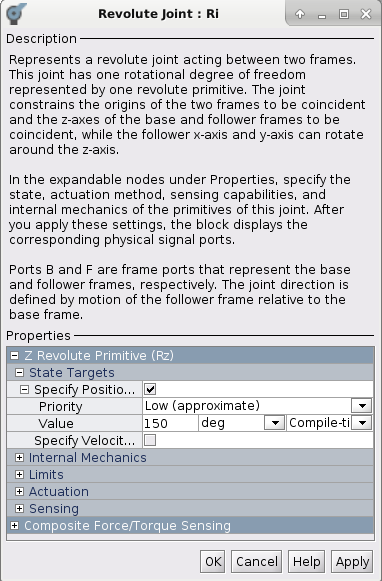 Revolute Joint : Ri
Description
Represents a revolute joint acting between two frames.
This joint has one rotational degree of freedom
represented by one revolute primitive. The joint
constrains the origins of the two frames to be coincident
and the z-axes of the base and follower frames to be
coincident, while the follower x-axis and y-axis can rotate
around the z-axis.
In the expandable nodes under Properties, specify the
state, actuation method, sensing capabilities, and
internal mechanics of the primitives of this joint. After
you apply these settings, the block displays the
corresponding physical signal ports.
Ports B and F are frame ports that represent the base
and follower frames, respectively. The joint direction is
defined by motion of the follower frame relative to the
base frame.
Properties
Z Revolute Primitive (Rz)
State Targets
Specify Positio...
Priority Low (approximate)
Value 150 deg Compile-ti
Specify Velocit...
Internal Mechanics
Limits
Actuation
Sensing
Composite Force/Torque Sensing
OK Cancel Help Apply